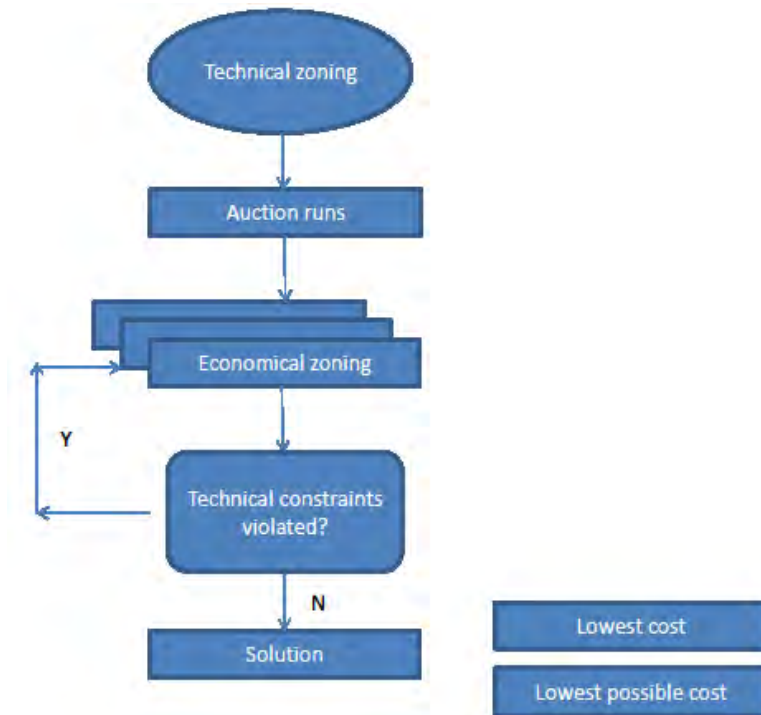 Technical zoning
Auction runs
Economical zoning
Y
Technical constraints
violated?
N
Solution
Lowest cost
Lowest possible cost